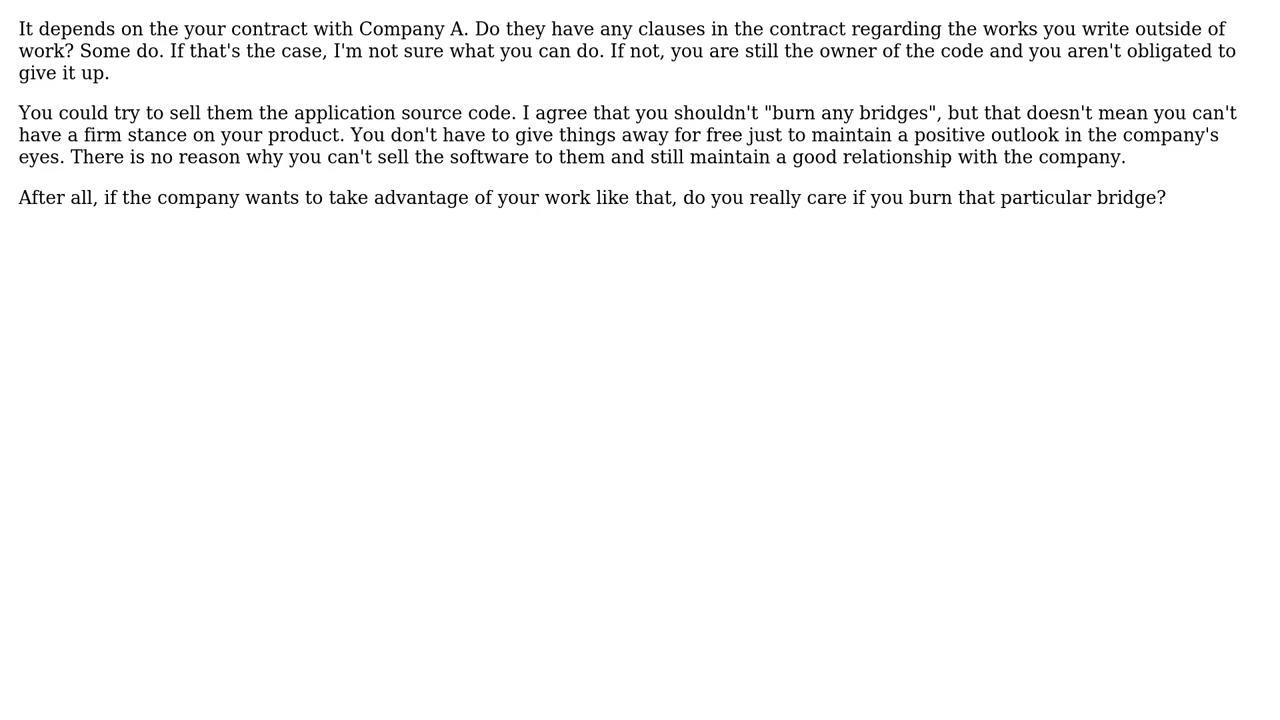 It depends on the your contract with Company A. Do they have any clauses in the contract regarding the works you write outside of
work? Some do. If that's the case, I'm not sure what you can do. If not, you are still the owner of the code and you aren't obligated to
give it up.
You could try to sell them the application source code. I agree that you shouldn't "burn any bridges", but that doesn't mean you can't
have a firm stance on your product. You don't have to give things away for free just to maintain a positive outlook in the company's
eyes. There is no reason why you can't sell the software to them and still maintain a good relationship with the company.
After all, if the company wants to take advantage of your work like that, do you really care if you burn that particular bridge?